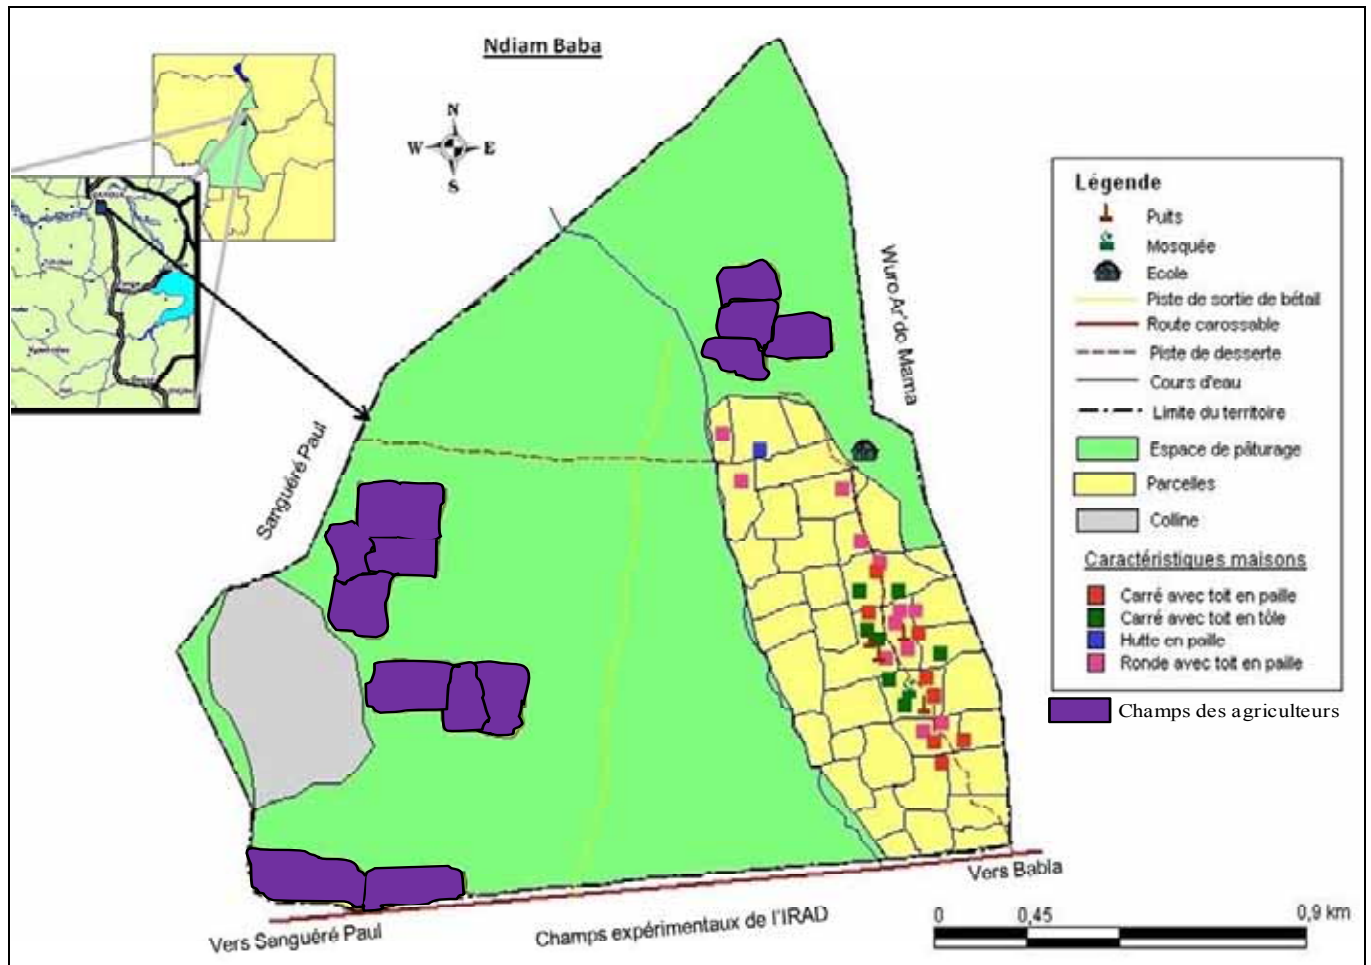 Ndiam Baba
N
W E
S
Wuro Ar'do Mama
Sanguéré Paul
Légende
Puits
Mosquée
Ecole
Piste de sortie de bétail
Route carossable
Piste de desserte
Cours d'eau
Limite du territoire
Espace de pâturage
Parcelles
Colline
Caractéristiques maisons
Carré avec toit en paille
Carré avec toit en tôle
Hutte en paille
Ronde avec toit en paille
Champs des agriculteurs
Vers Babla
Vers Sanguéré Paul
Champs expérimentaux de l'IRAD
0 0,45 0,9 km